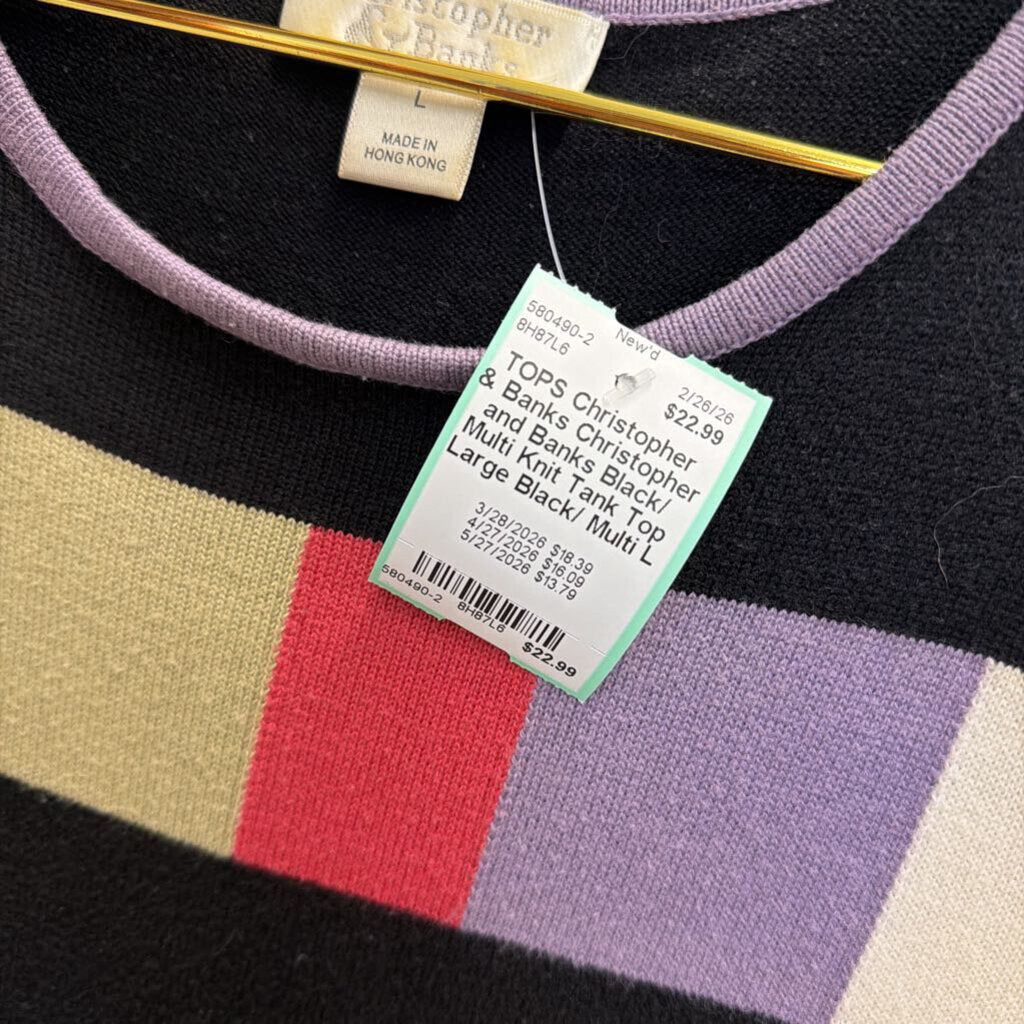 istopher
& Banks
L
MADE IN
HONG KONG
580490-2
8H87L6
New'd
2/26/26
$22.99
TOPS Christopher
& Banks Christopher
and Banks Black/
Multi Knit Tank Top
Large Black/ Multi L
3/28/2026 $18.39
4/27/2026 $16.09
5/27/2026 $13.79
580490-2 8H87L6
$22.99